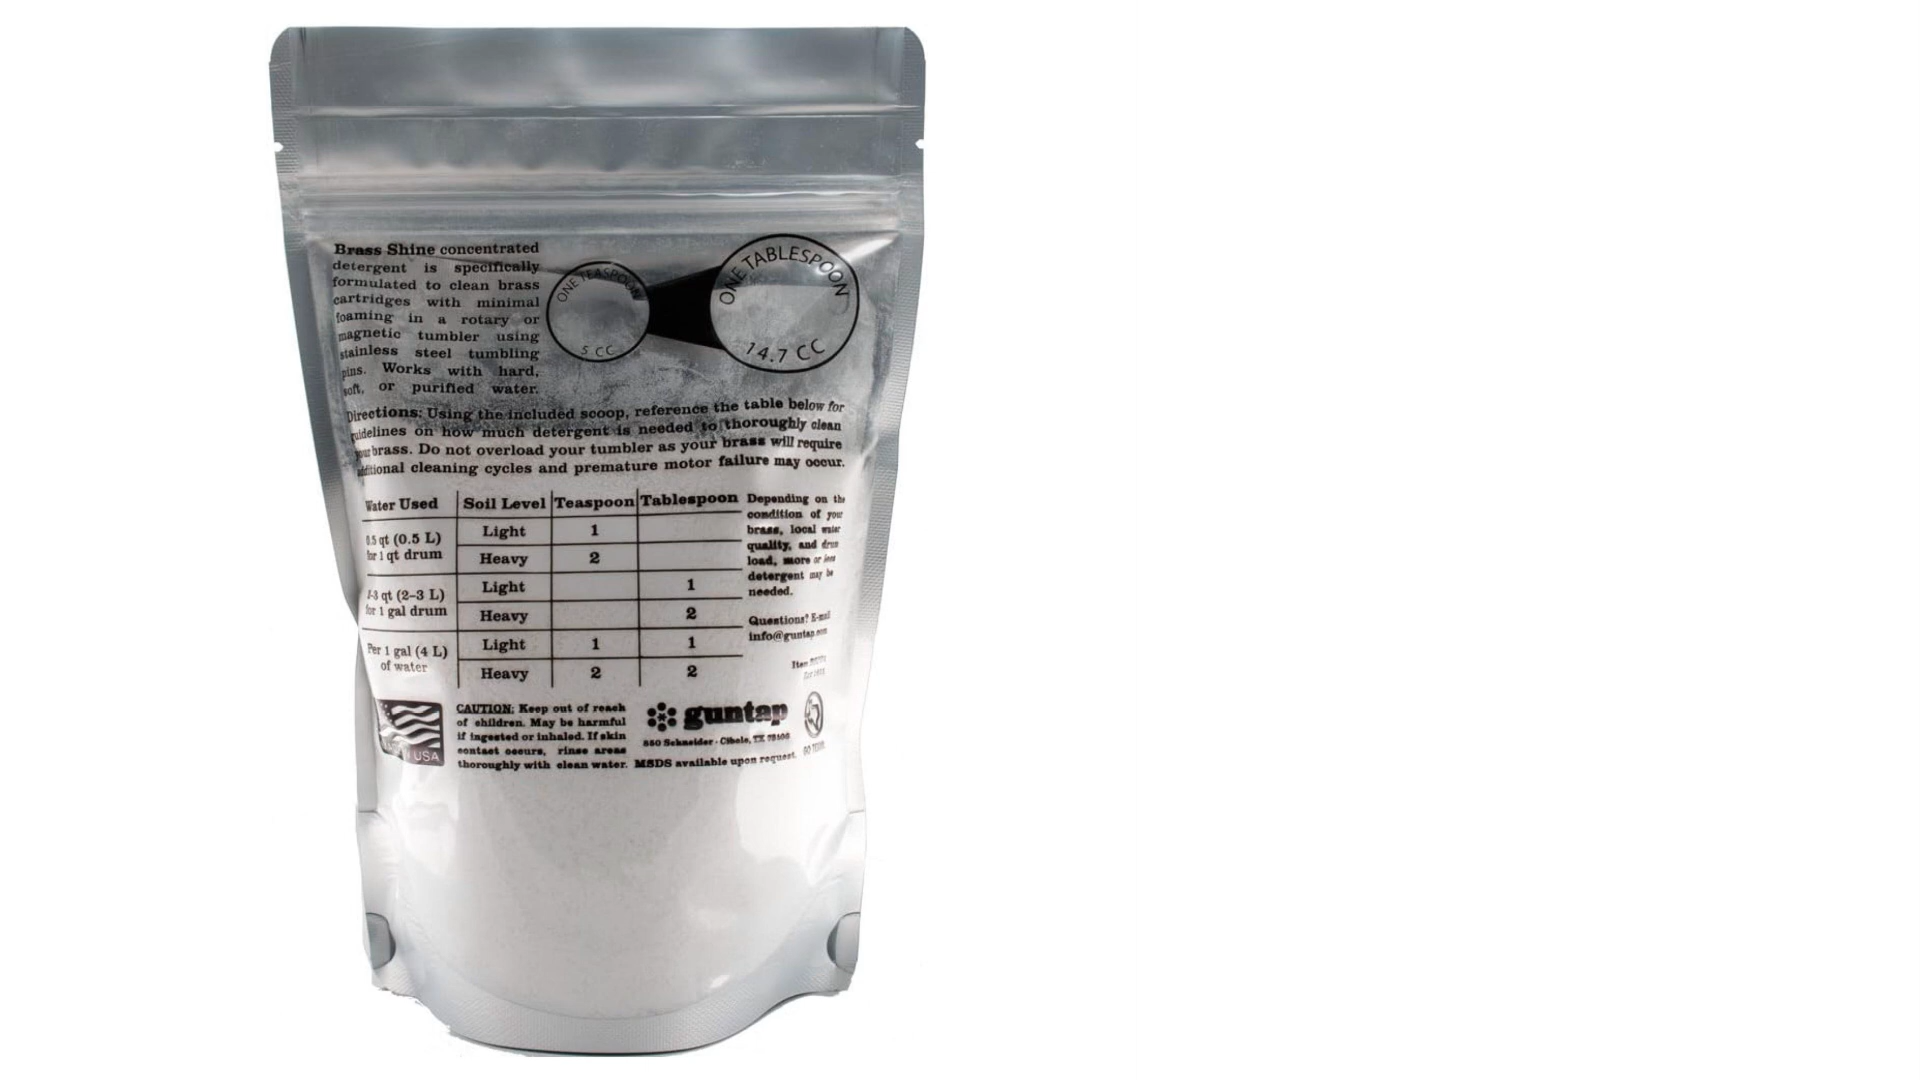 Brass Shine concentrated
detergent is specifically
formulated to clean brass
cartridges with minimal
foaming in a rotary or
magnetic tumbler using
stainless steel tumbling
pins. Works with hard,
soft, or purified water.
ONE TEASPOON
5 CC
ONE TABLESPOON
14.7 CC
Directions: Using the included scoop, reference the table below for
guidelines on how much detergent is needed to thoroughly clean
your brass. Do not overload your tumbler as your brass will require
additional cleaning cycles and premature motor failure may occur.
Water Used Soil Level Teaspoon Tablespoon
0.5 qt (0.5 L)
for 1 qt drum
Light 1
Heavy 2
qt (2-3 L)
for 1 gal drum
Light 1
Heavy 2
Per 1 gal (4 L)
of water
Light 1 1
Heavy 2 2
Depending on the
condition of your
brass, local water
quality, and drum
load, more or less
detergent may be
needed.
Questions? E-mail
info@guntap.com
Item
USA
CAUTION: Keep out of reach
of children. May be harmful
if ingested or inhaled. If skin
contact occurs, rinse areas
thoroughly with clean water. MSDS available upon request.
guntap
850 Schneider · Cibolo, TX 78108
GO TEXAN